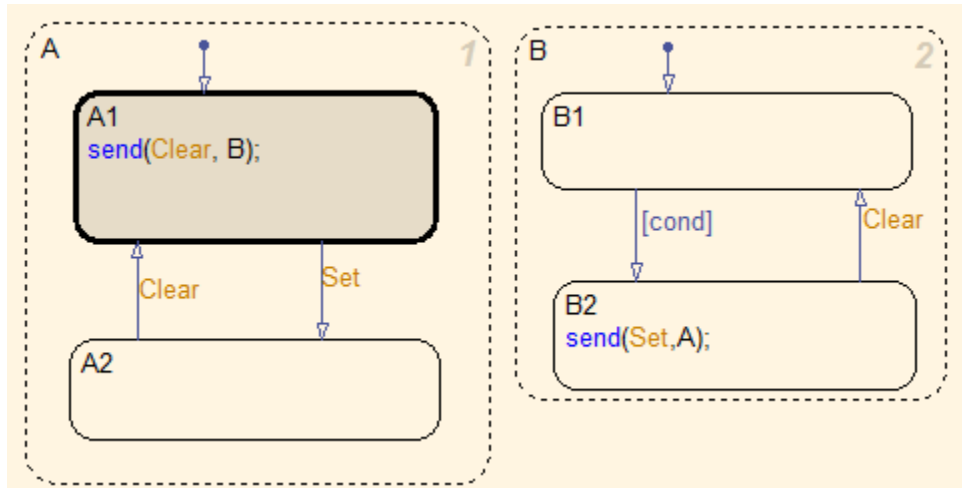 A
1
A1
send(Clear, B);
Clear
Set
A2
B
2
B1
[cond]
Clear
B2
send(Set,A);